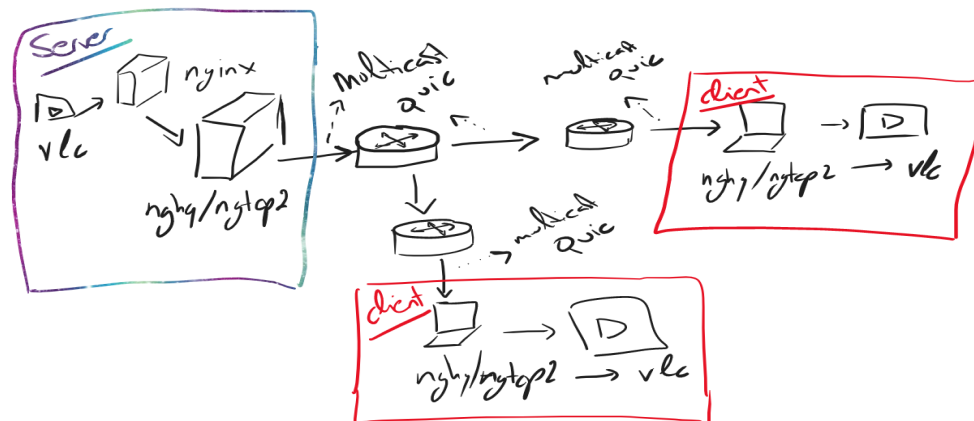 Server
nginx
vlc
nghq/ngtcp2
multicast
quic
multicast
quic
client
nghq/ngtcp2 → vlc
multicast
quic
client
nghq/ngtcp2 → vlc